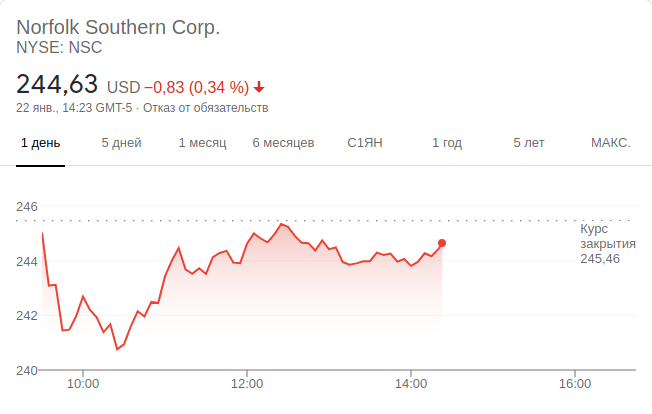 Norfolk Southern Corp.
NYSE: NSC
244,63 USD −0,83 (0,34 %)
22 янв., 14:23 GMT-5 · Отказ от обязательств
1 день 5 дней 1 месяц 6 месяцев С1ЯН 1 год 5 лет МАКС.
246
Курс
закрытия
245,46
244
242
240
10:00 12:00 14:00 16:00